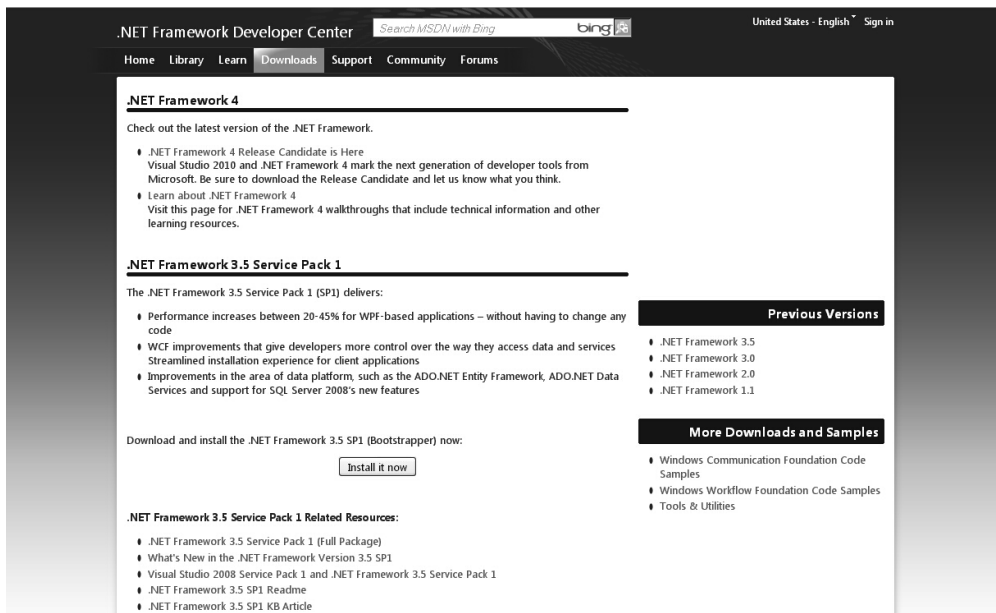 .NET Framework Developer Center
Search MSDN with Bing
bing
United States - English
Sign in
Home Library Learn Downloads Support Community Forums
.NET Framework 4
Check out the latest version of the .NET Framework.
.NET Framework 4 Release Candidate is Here
Visual Studio 2010 and .NET Framework 4 mark the next generation of developer tools from
Microsoft. Be sure to download the Release Candidate and let us know what you think.
Learn about .NET Framework 4
Visit this page for .NET Framework 4 walkthroughs that include technical information and other
learning resources.
.NET Framework 3.5 Service Pack 1
The .NET Framework 3.5 Service Pack 1 (SP1) delivers:
Performance increases between 20-45% for WPF-based applications – without having to change any
code
WCF improvements that give developers more control over the way they access data and services
Streamlined installation experience for client applications
Improvements in the area of data platform, such as the ADO.NET Entity Framework, ADO.NET Data
Services and support for SQL Server 2008's new features
Download and install the .NET Framework 3.5 SP1 (Bootstrapper) now:
Install it now
.NET Framework 3.5 Service Pack 1 Related Resources:
.NET Framework 3.5 Service Pack 1 (Full Package)
What's New in the .NET Framework Version 3.5 SP1
Visual Studio 2008 Service Pack 1 and .NET Framework 3.5 Service Pack 1
.NET Framework 3.5 SP1 Readme
.NET Framework 3.5 SP1 KB Article
Previous Versions
.NET Framework 3.5
.NET Framework 3.0
.NET Framework 2.0
.NET Framework 1.1
More Downloads and Samples
Windows Communication Foundation Code
Samples
Windows Workflow Foundation Code Samples
Tools & Utilities